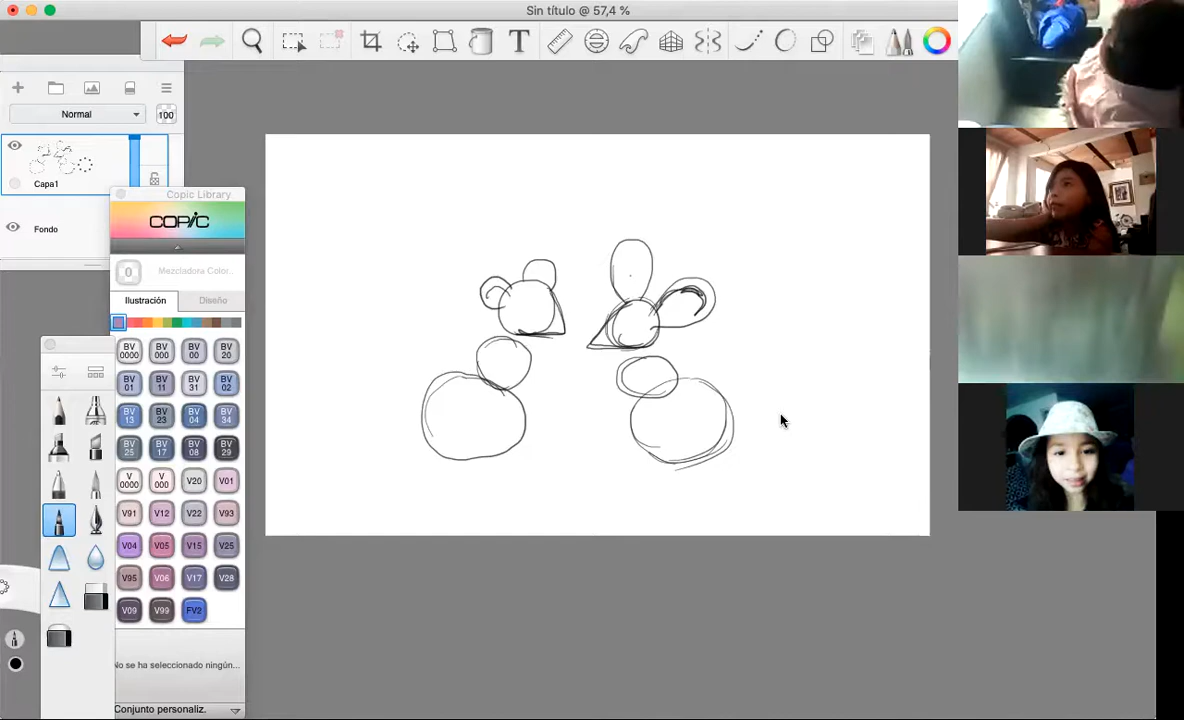 Sin título @ 57,4 %
T
Normal
100
Capa1
Fondo
Copic Library
COPIC
0
Mezcladora Color..
Ilustración
Diseño
BV 0000
BV 000
BV 00
BV 20
BV 01
BV 11
BV 31
BV 02
BV 13
BV 23
BV 04
BV 34
BV 25
BV 17
BV 08
BV 29
V 0000
V 000
V20
V01
V91
V12
V22
V93
V04
V05
V15
V25
V95
V06
V17
V28
V09
V99
FV2
No se ha seleccionado ningún...
Conjunto personaliz.